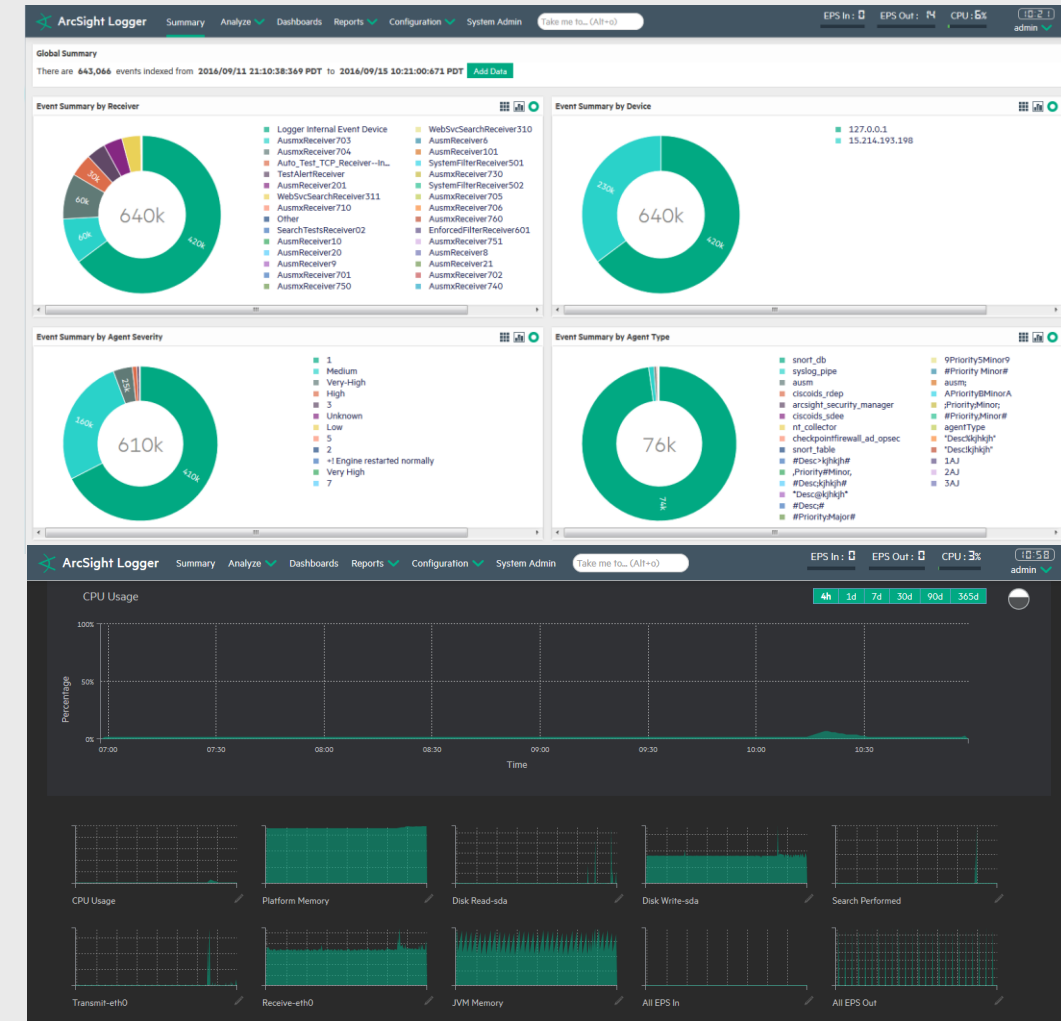 ArcSight Logger Summary Analyze Dashboards Reports Configuration System Admin Take me to... (Alt+o) EPS In : 0 EPS Out : 14 CPU : 6% 10:21
admin
Global Summary
There are 643,066 events indexed from 2016/09/11 21:10:38:369 PDT to 2016/09/15 10:21:00:671 PDT Add Data
Event Summary by Receiver
640k
420k
60k
60k
30k
Logger Internal Event Device
AusmxReceiver703
AusmxReceiver704
Auto_Test_TCP_Receiver--In...
TestAlertReceiver
AusmReceiver201
WebSvcSearchReceiver311
AusmxReceiver710
Other
SearchTestsReceiver02
AusmReceiver10
AusmReceiver20
AusmReceiver9
AusmxReceiver701
AusmxReceiver750
WebSvcSearchReceiver310
AusmReceiver6
AusmReceiver101
SystemFilterReceiver501
AusmxReceiver730
SystemFilterReceiver502
AusmxReceiver705
AusmxReceiver706
AusmxReceiver760
EnforcedFilterReceiver601
AusmxReceiver751
AusmReceiver8
AusmReceiver21
AusmxReceiver702
AusmxReceiver740
Event Summary by Device
640k
420k
230k
127.0.0.1
15.214.193.198
Event Summary by Agent Severity
610k
410k
160k
25k
1
Medium
Very-High
High
3
Unknown
Low
5
2
~! Engine restarted normally
Very High
7
Event Summary by Agent Type
76k
74k
snort_db
syslog_pipe
ausm
ciscoids_rdep
arcsight_security_manager
ciscoids_sdee
nt_collector
checkpointfirewall_ad_opsec
snort_table
#Desc>kjhkjh#
,Priority#Minor,
#Desc;kjhkjh#
"Desc@kjhkjh"
#Desc;#
#Priority:Major#
9Priority5Minor9
#Priority Minor#
ausm;
APriorityBMinorA
;Priority;Minor;
#Priority,Minor#
agentType
"Desc%kjhkjh"
"Desc!kjhkjh"
1AJ
2AJ
3AJ
ArcSight Logger Summary Analyze Dashboards Reports Configuration System Admin Take me to... (Alt+o) EPS In : 0 EPS Out : 0 CPU : 3% 10:58
admin
CPU Usage
4h 1d 7d 30d 90d 365d
Percentage
100%
50%
0%
07:00 07:30 08:00 08:30 09:00 09:30 10:00 10:30
Time
CPU Usage Platform Memory Disk Read-sda Disk Write-sda Search Performed
Transmit-eth0 Receive-eth0 JVM Memory All EPS In All EPS Out